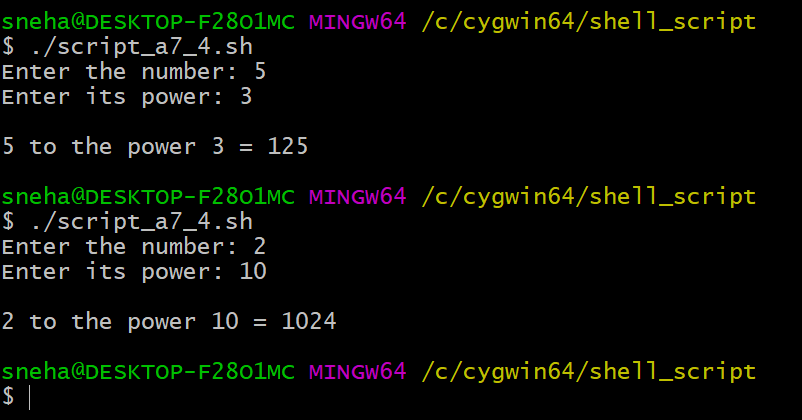 sneha@DESKTOP-F28O1MC MINGW64 /c/cygwin64/shell_script
$ ./script_a7_4.sh
Enter the number: 5
Enter its power: 3
5 to the power 3 = 125
sneha@DESKTOP-F28O1MC MINGW64 /c/cygwin64/shell_script
$ ./script_a7_4.sh
Enter the number: 2
Enter its power: 10
2 to the power 10 = 1024
sneha@DESKTOP-F28O1MC MINGW64 /c/cygwin64/shell_script
$